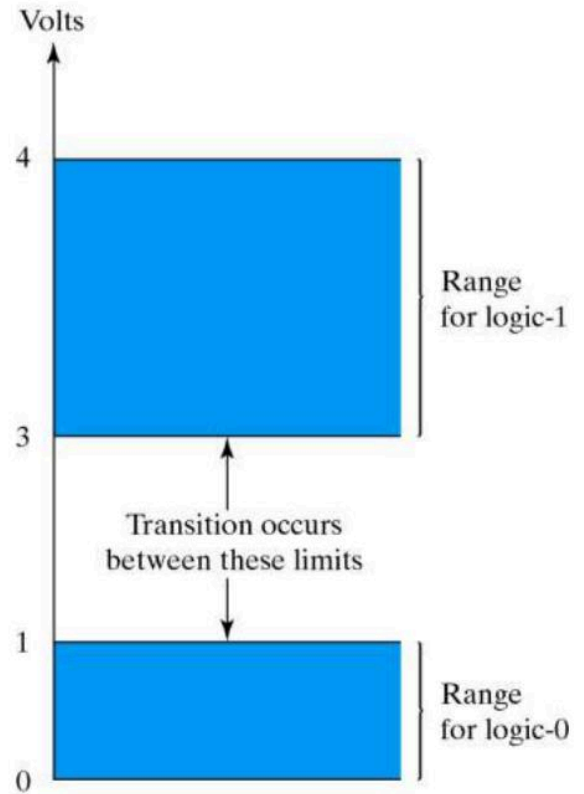 Volts
4
Range
for logic-1
3
Transition occurs
between these limits
1
Range
for logic-0
0